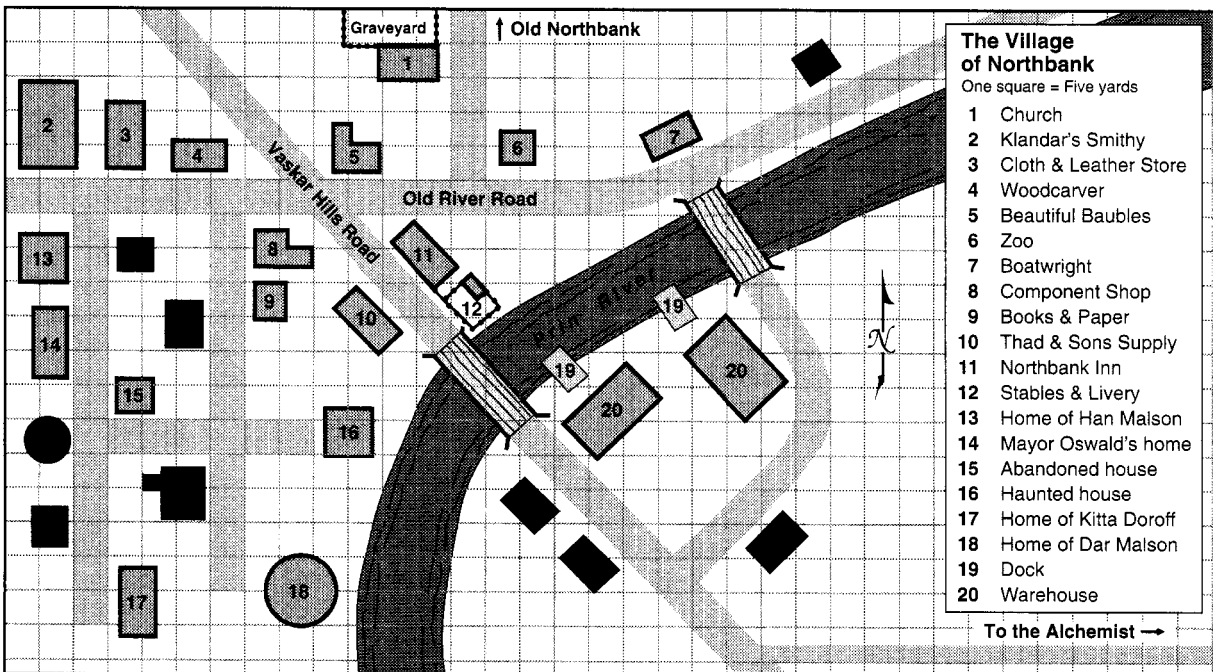 Graveyard
↑ Old Northbank
1
2
3
4
5
6
7
Vaskar Hills Road
Old River Road
8
9
10
11
12
13
14
15
16
17
18
Prin River
19
19
20
20
N
The Village
of Northbank
One square = Five yards
1 Church
2 Klandar's Smithy
3 Cloth & Leather Store
4 Woodcarver
5 Beautiful Baubles
6 Zoo
7 Boatwright
8 Component Shop
9 Books & Paper
10 Thad & Sons Supply
11 Northbank Inn
12 Stables & Livery
13 Home of Han Malson
14 Mayor Oswald's home
15 Abandoned house
16 Haunted house
17 Home of Kitta Doroff
18 Home of Dar Malson
19 Dock
20 Warehouse
To the Alchemist →